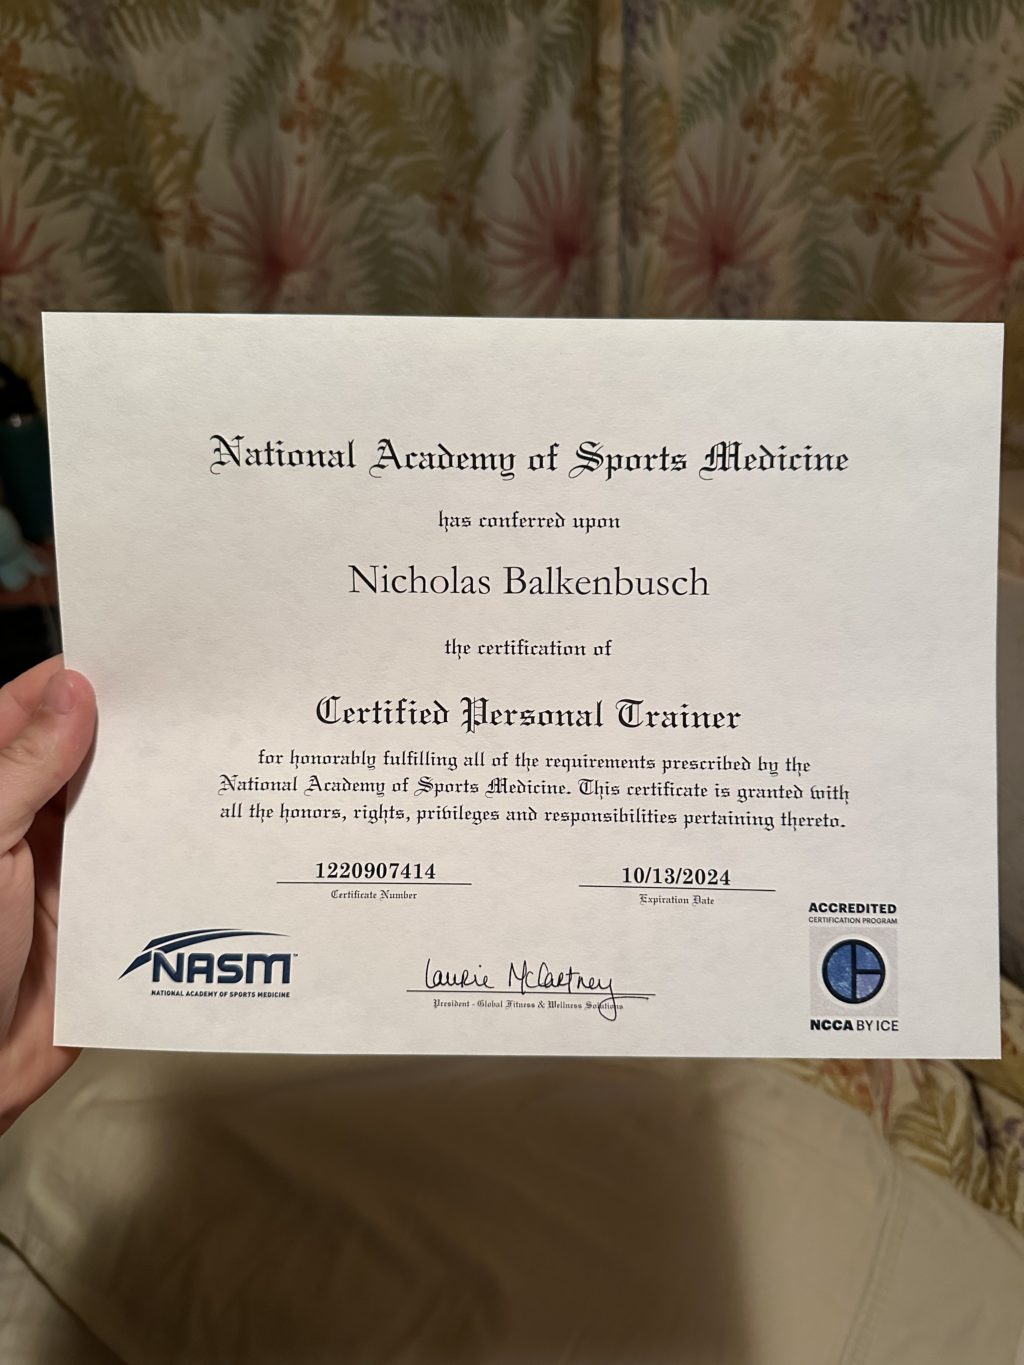 National Academy of Sports Medicine
has conferred upon
Nicholas Balkenbusch
the certification of
Certified Personal Trainer
for honorably fulfilling all of the requirements prescribed by the
National Academy of Sports Medicine. This certificate is granted with
all the honors, rights, privileges and responsibilities pertaining thereto.
1220907414
Certificate Number
10/13/2024
Expiration Date
NASM™
NATIONAL ACADEMY OF SPORTS MEDICINE
Laurie McCartney
President - Global Fitness & Wellness Solutions
ACCREDITED
CERTIFICATION PROGRAM
NCCA BY ICE